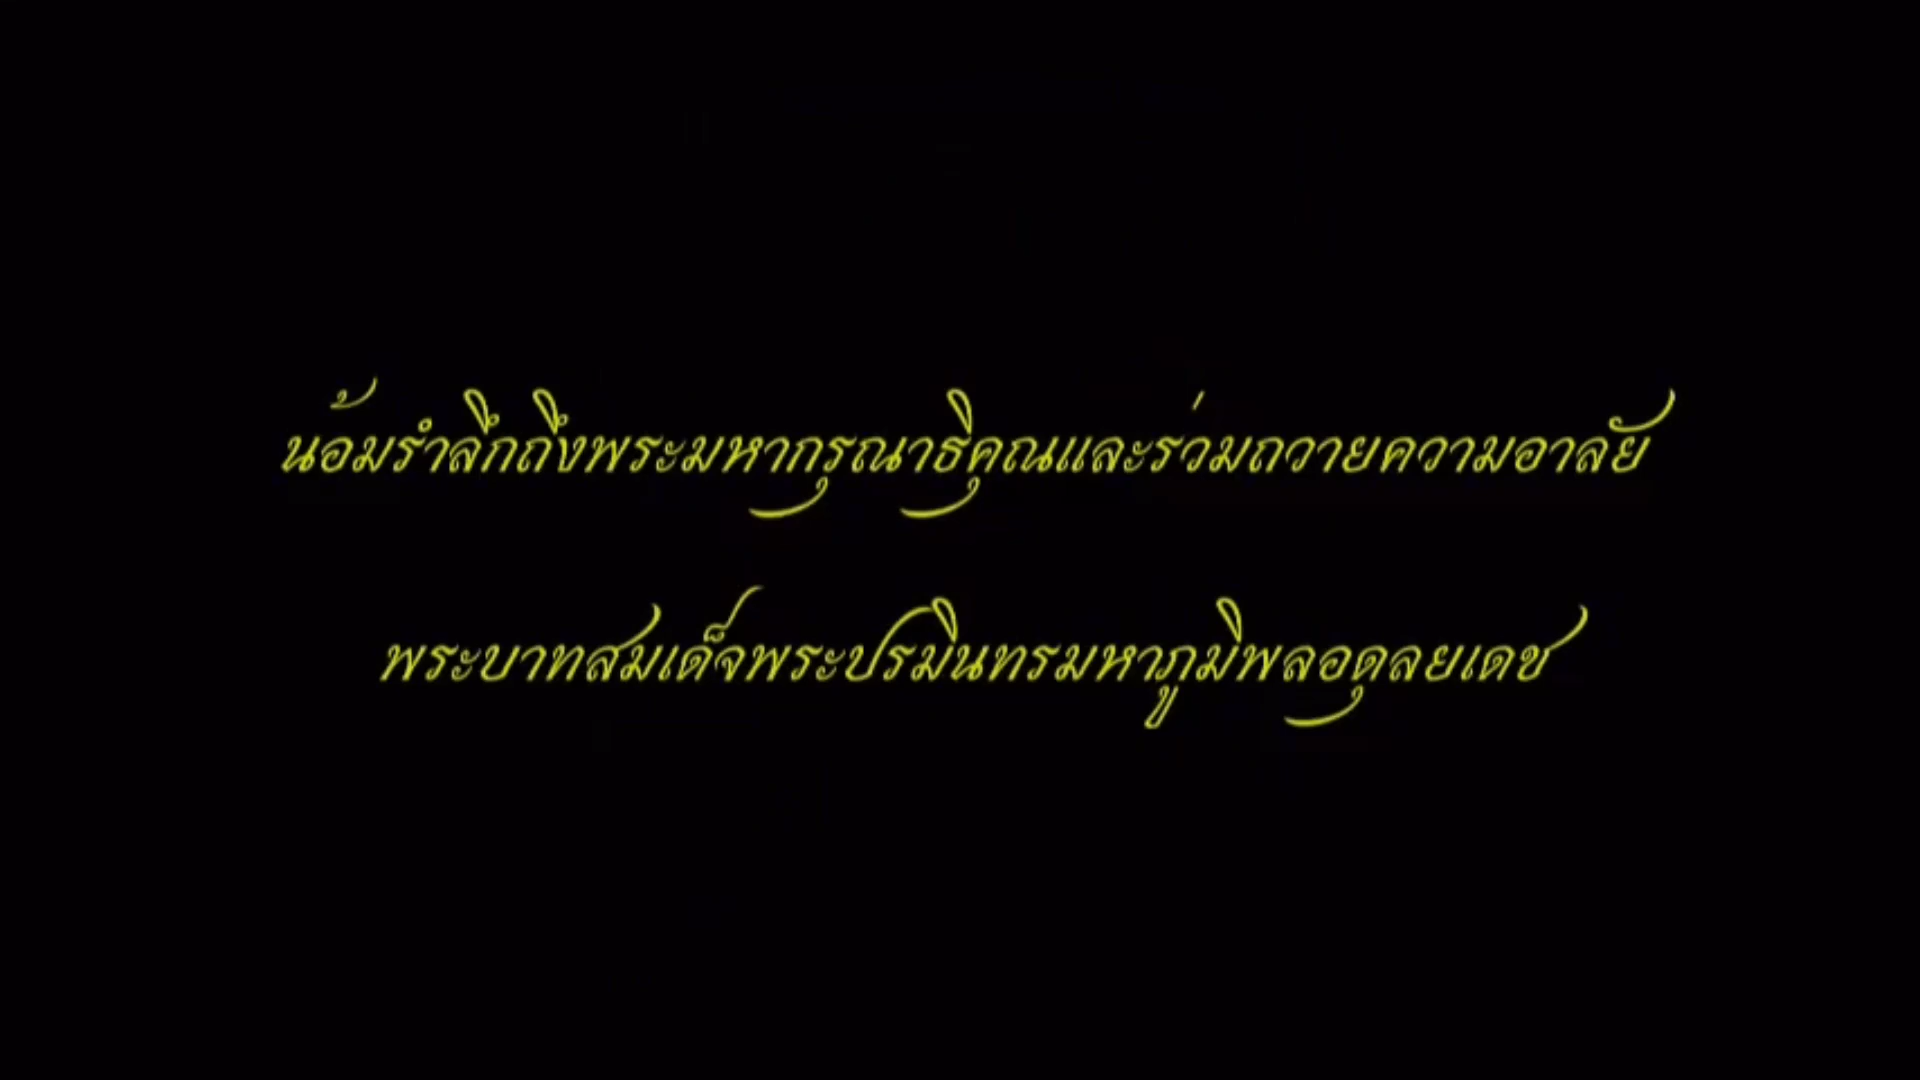 น้อมรำลึกถึงพระมหากรุณาธิคุณและร่วมถวายความอาลัย
พระบาทสมเด็จพระปรมินทรมหาภูมิพลอดุลยเดช